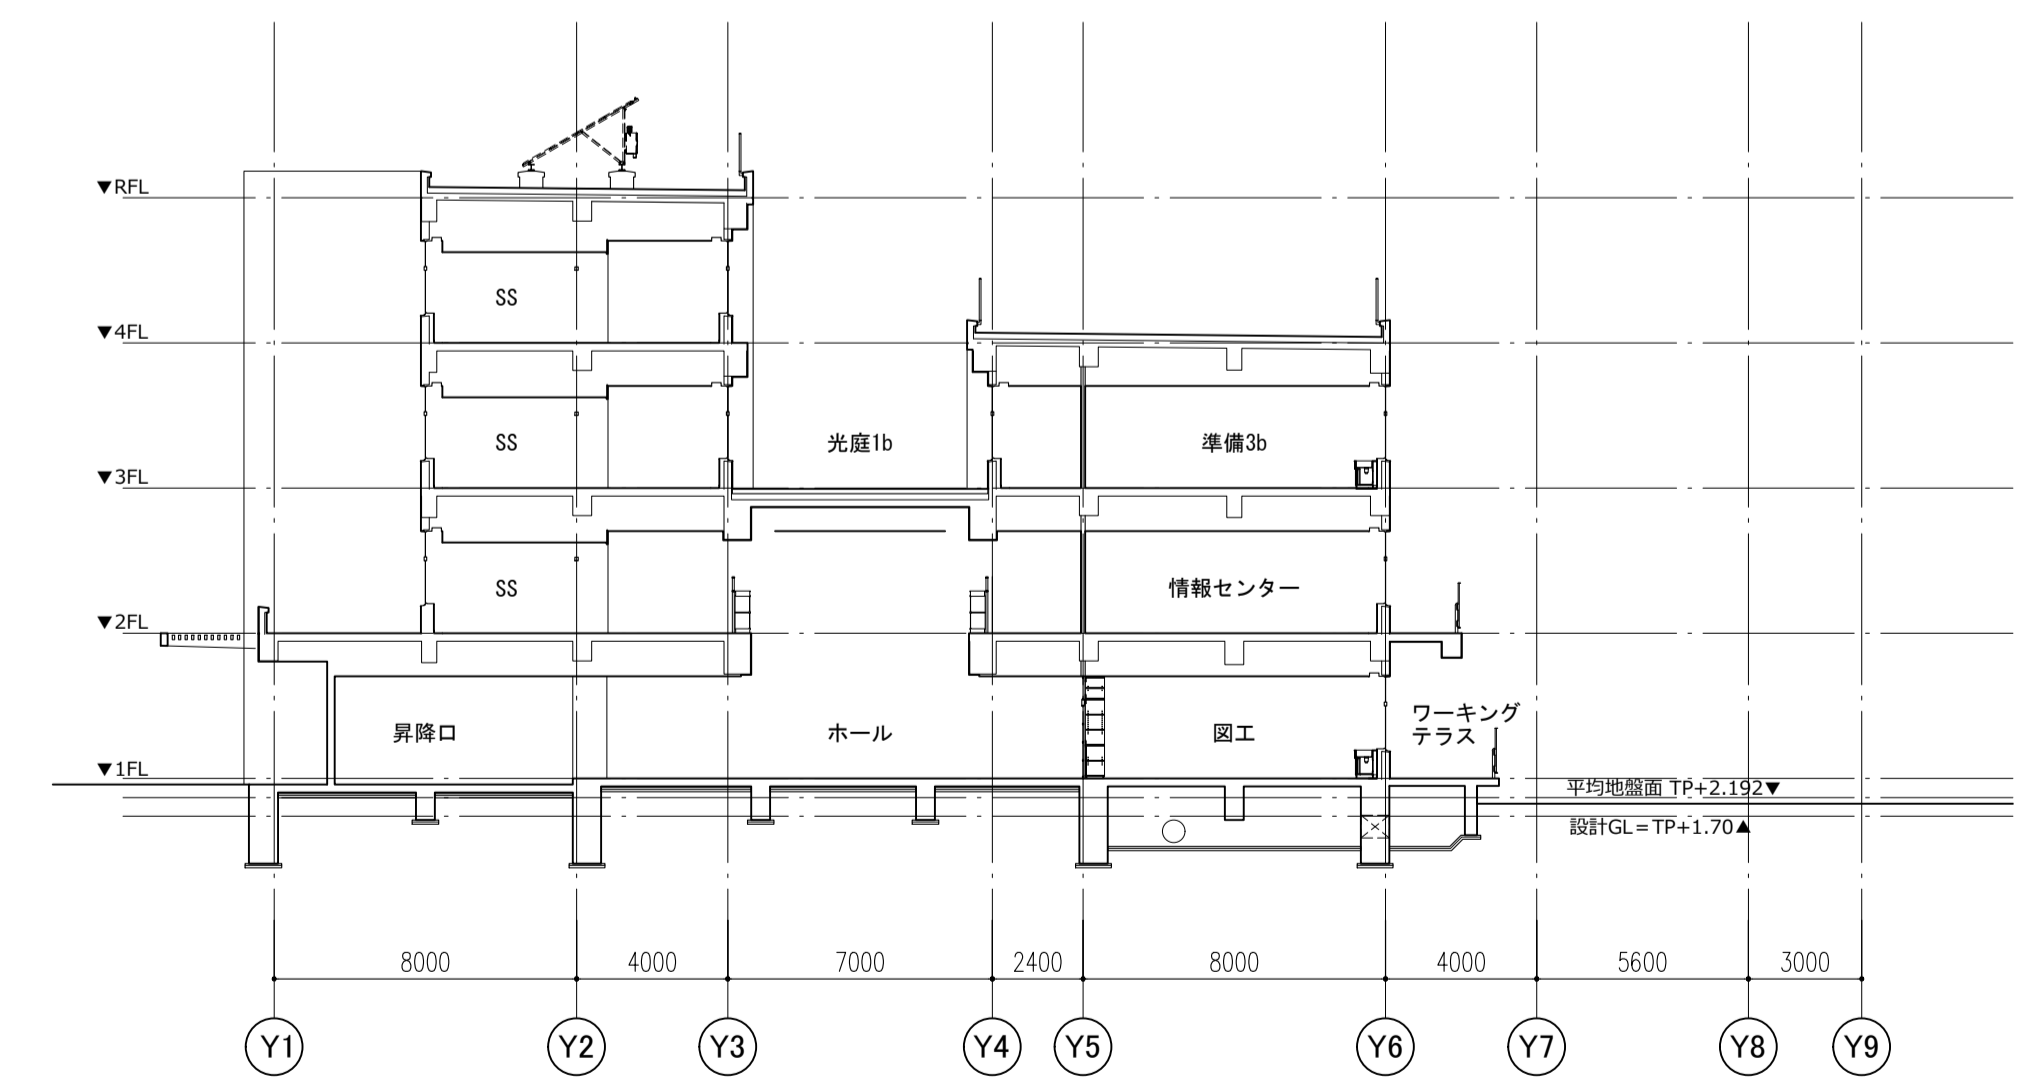 ▼RFL
SS
▼4FL
SS
光庭1b
準備3b
▼3FL
SS
情報センター
▼2FL
昇降口
ホール
図工
ワーキング
テラス
▼1FL
平均地盤面 TP+2.192▼
設計GL=TP+1.70▲
8000 4000 7000 2400 8000 4000 5600 3000
Y1 Y2 Y3 Y4 Y5 Y6 Y7 Y8 Y9